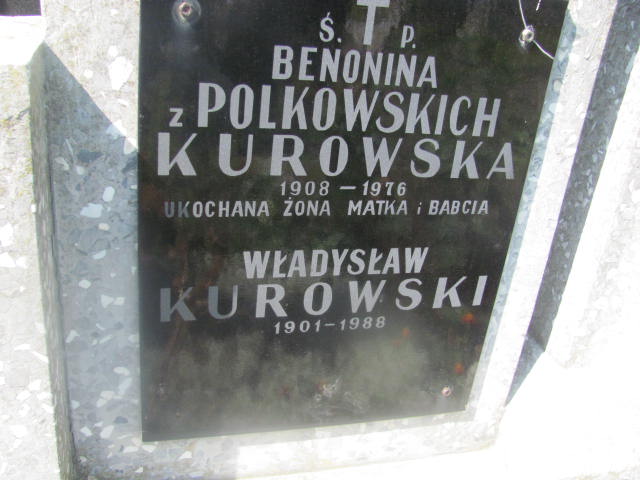 Ś. P.
BENONINA
z POLKOWSKICH
KUROWSKA
1908 - 1976
UKOCHANA ŻONA MATKA i BABCIA
WŁADYSŁAW
KUROWSKI
1901-1988